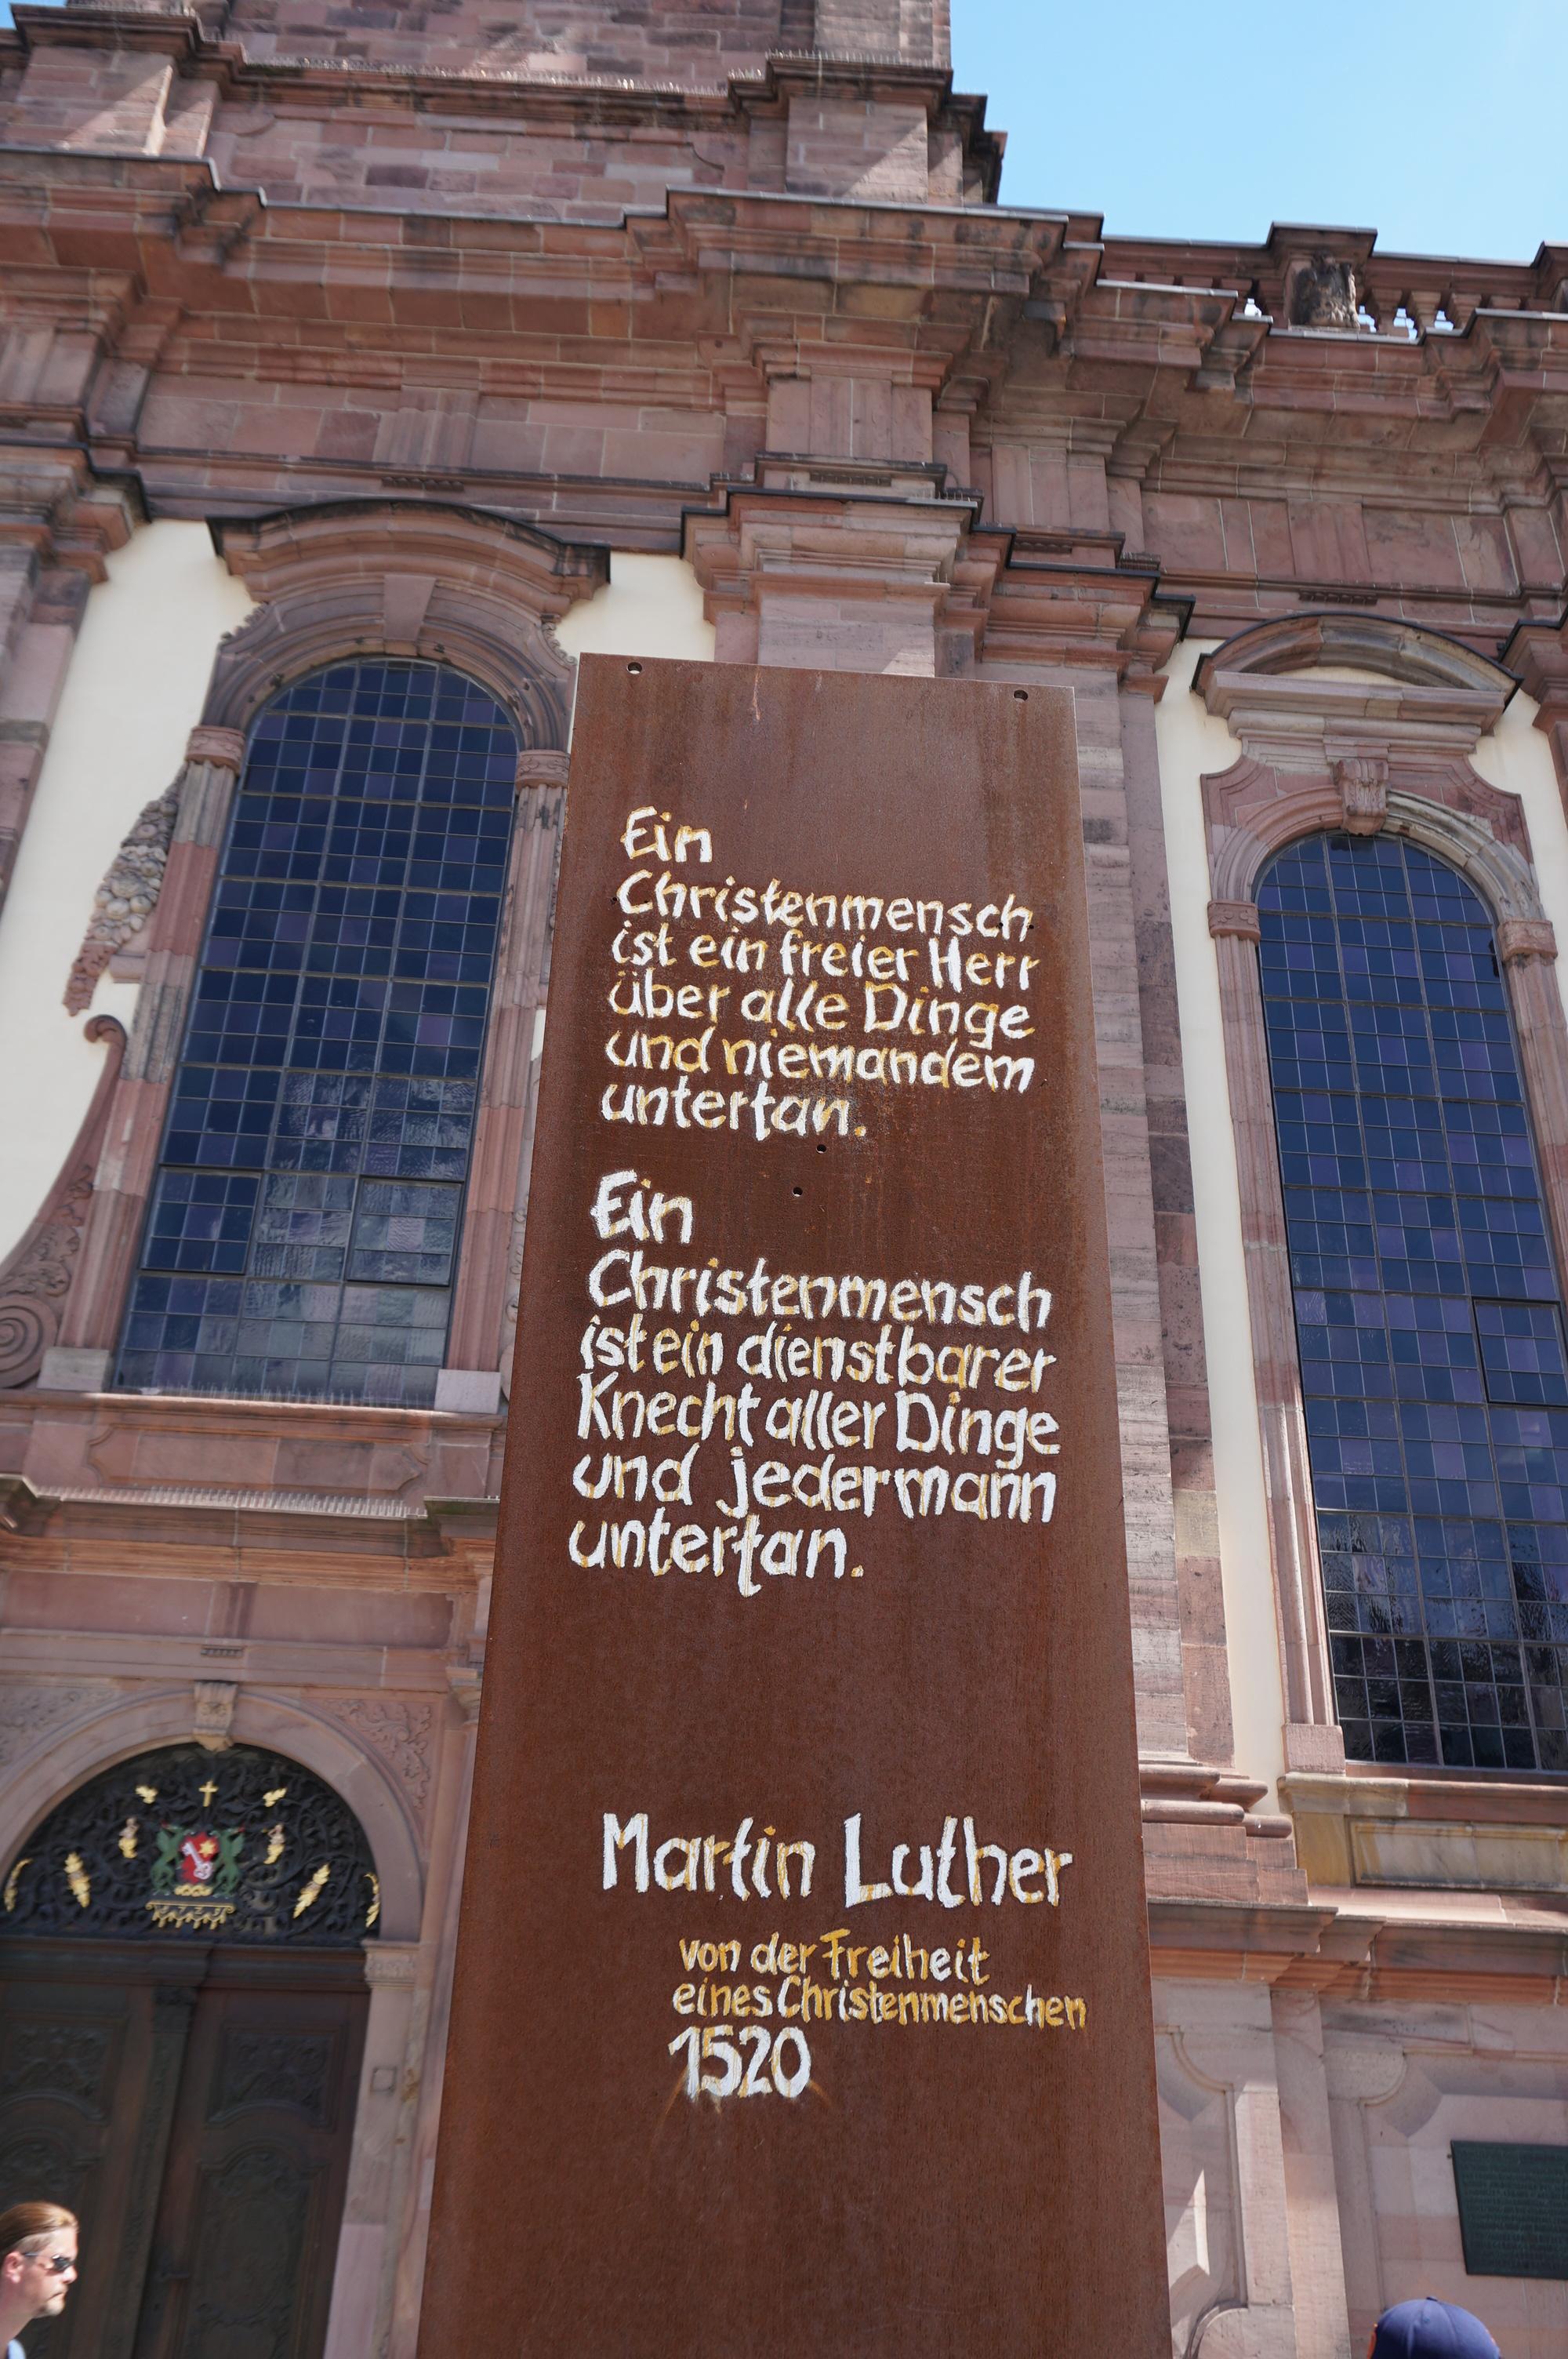 Ein
Christenmensch
ist ein freier Herr
über alle Dinge
und niemandem
untertan.
Ein
Christenmensch
ist ein dienstbarer
Knecht aller Dinge
und jedermann
untertan.
Martin Luther
von der Freiheit
eines Christenmenschen
1520